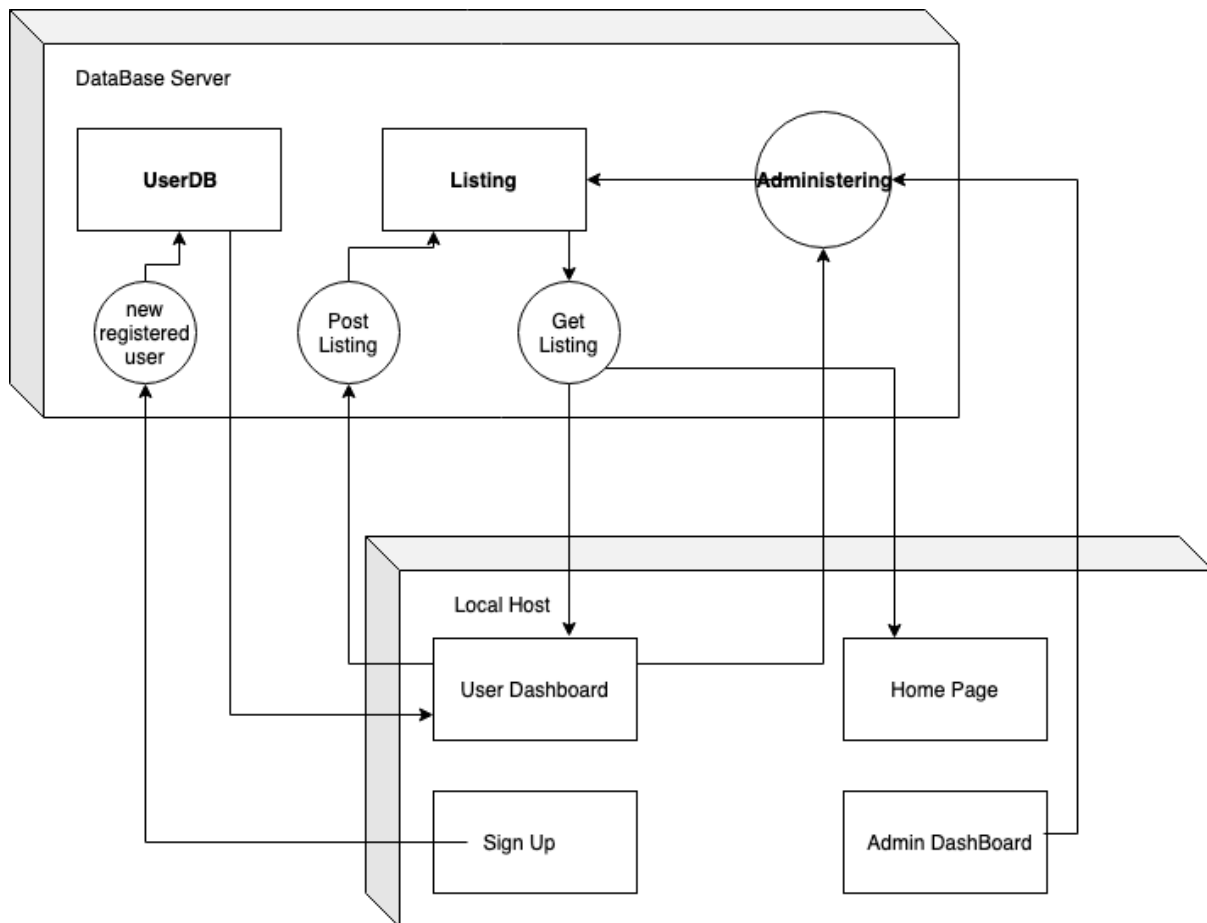 DataBase Server
UserDB
Listing
Administering
new
registered
user
Post
Listing
Get
Listing
Local Host
User Dashboard
Home Page
Sign Up
Admin DashBoard